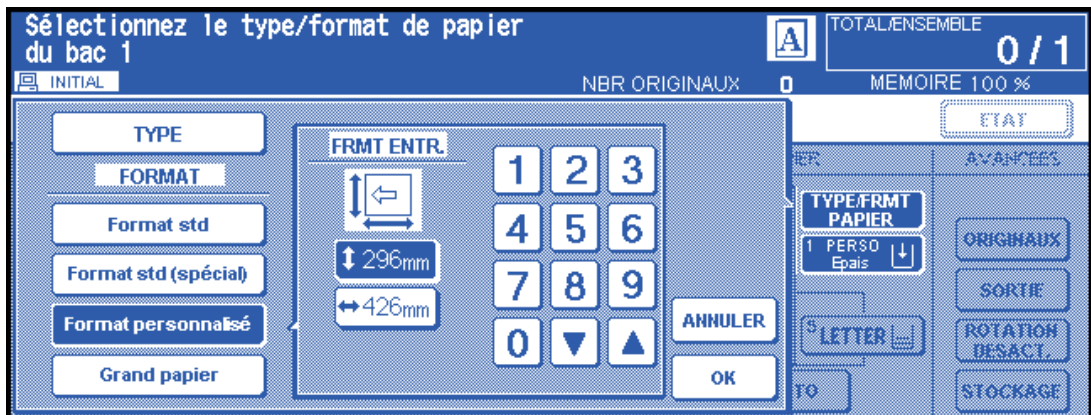 Sélectionnez le type/format de papier
du bac 1
INITIAL
NBR ORIGINAUX 0
TOTAL/ENSEMBLE
0 / 1
MEMOIRE 100 %
TYPE
FORMAT
Format std
Format std (spécial)
Format personnalisé
Grand papier
FRMT ENTR.
296mm
426mm
1 2 3
4 5 6
7 8 9
0 ▼ ▲
ANNULER
OK
ETAT
AVANCEES
TYPE/FRMT
PAPIER
1 PERSO
Epais
5 LETTER
ORIGINAUX
SORTIE
ROTATION
DESACT.
STOCKAGE